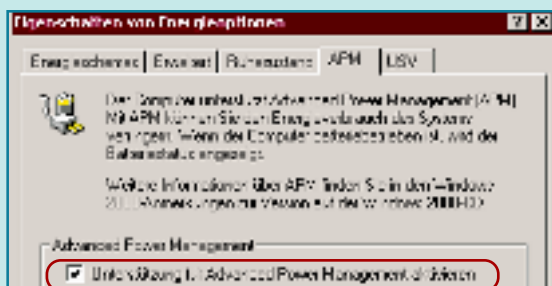 Eigenschaften von Energieoptionen
Energieschemas Erweitert Ruhezustand APM USV
Der Computer unterstützt Advanced Power Management (APM).
Mit APM können Sie den Energieverbrauch des Systems
verringern. Wenn der Computer batteriebetrieben ist, wird der
Batteriestatus angezeigt.
Weitere Informationen über APM finden Sie in den Windows
2000-Anmerkungen zur Version auf der Windows 2000-CD.
Advanced Power Management
Unterstützung für Advanced Power Management aktivieren